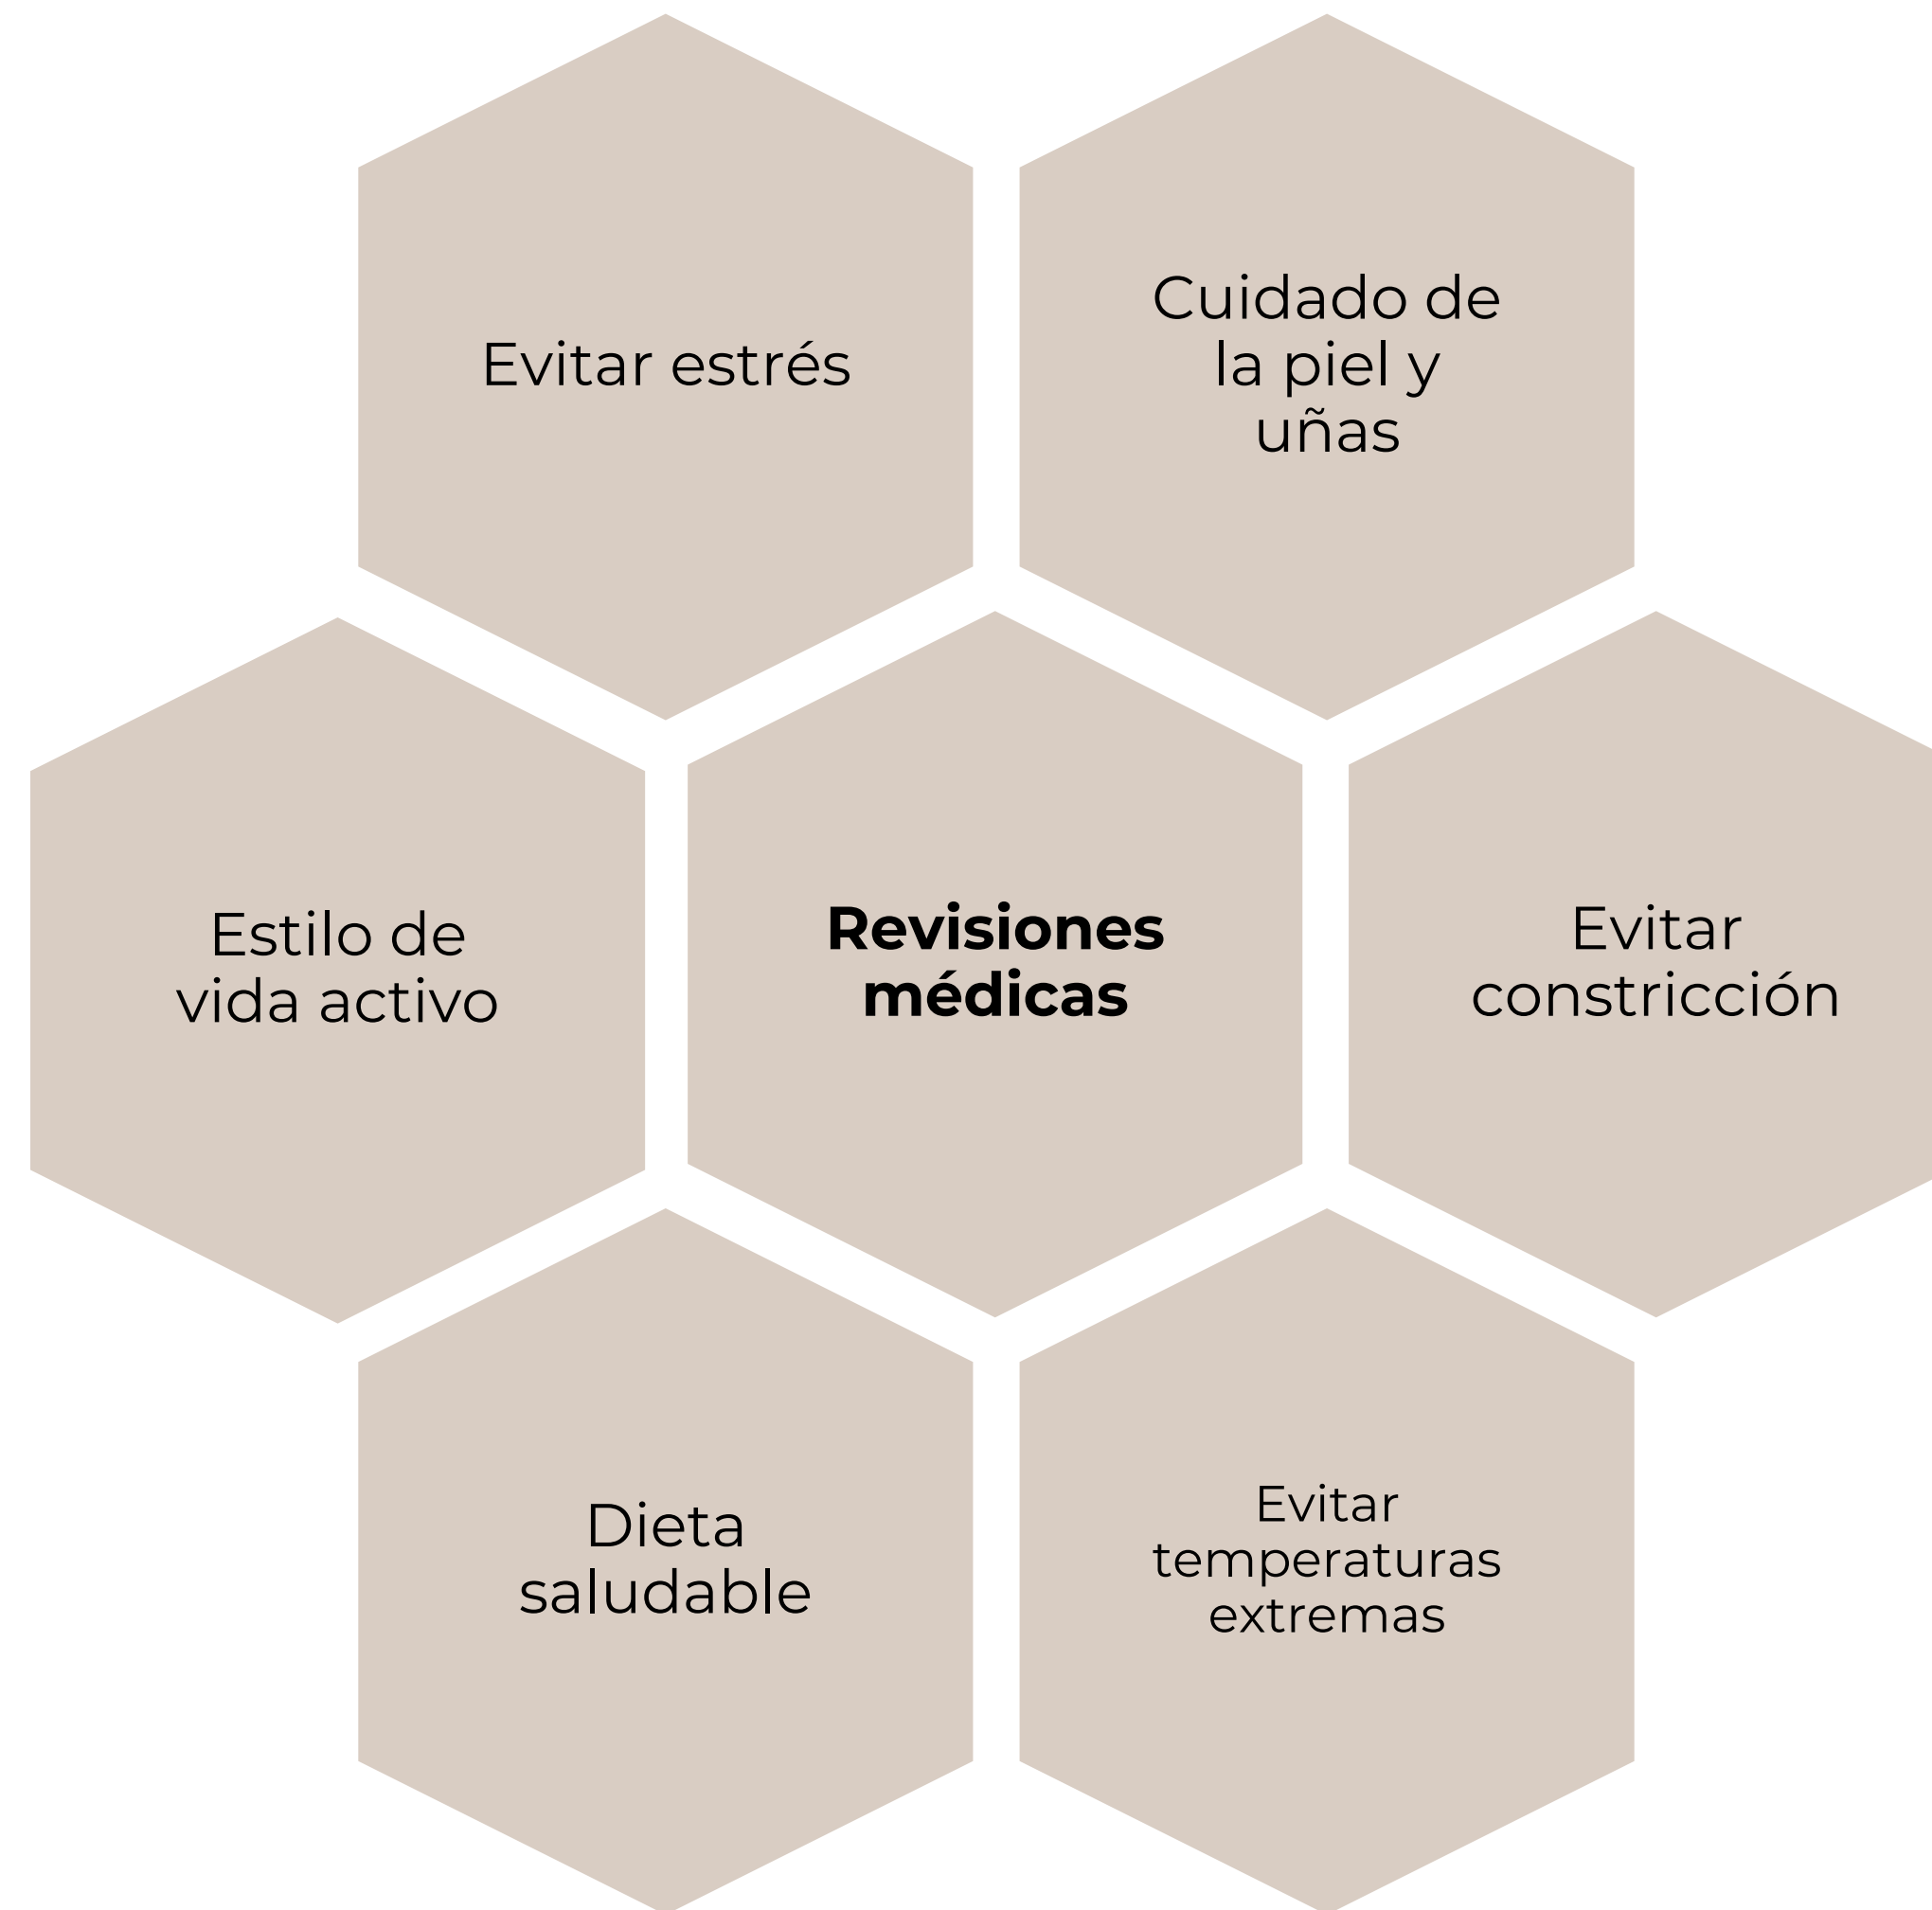 Evitar estrés
Cuidado de
la piel y
uñas
Estilo de
vida activo
Revisiones
médicas
Evitar
constricción
Dieta
saludable
Evitar
temperaturas
extremas